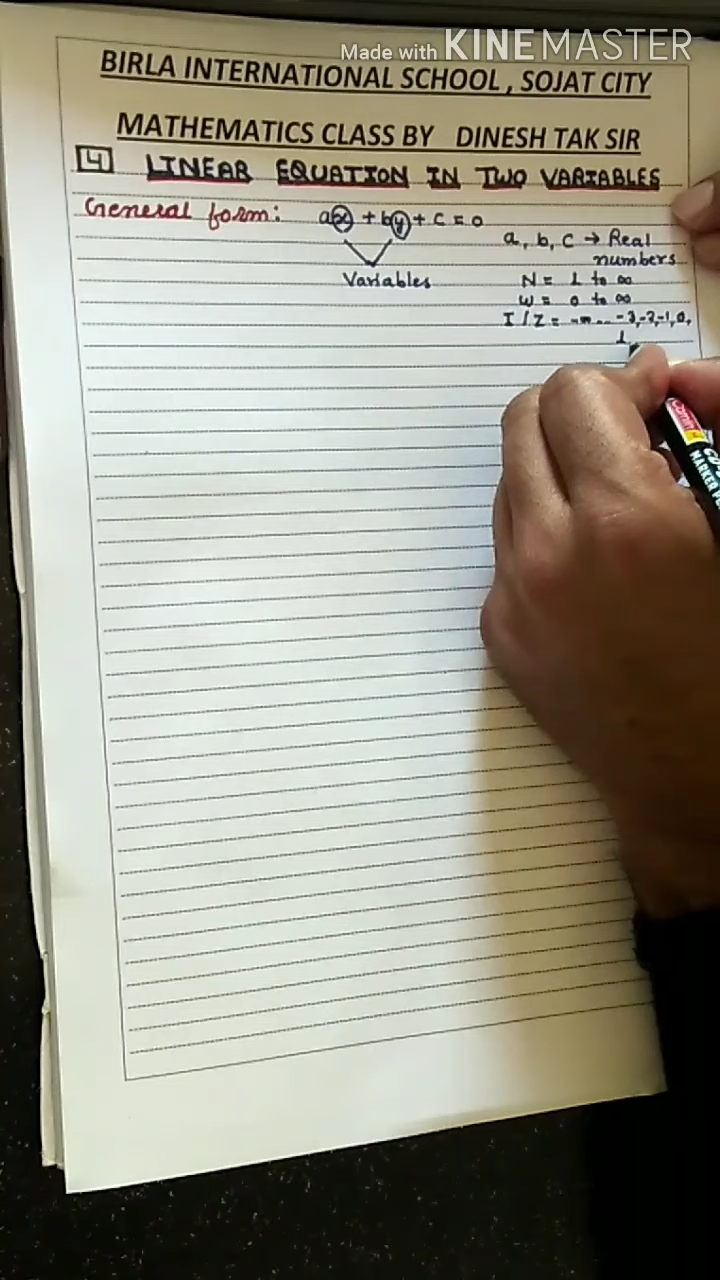 Made with KINEMASTER
BIRLA INTERNATIONAL SCHOOL , SOJAT CITY
MATHEMATICS CLASS BY DINESH TAK SIR
4 LINEAR EQUATION IN TWO VARIABLES
General form: ax + by + c = 0
Variables
a, b, c → Real
numbers
N = 1 to ∞
W = 0 to ∞
I / Z = -∞ ... -3, -2, -1, 0,
1,
MARKER